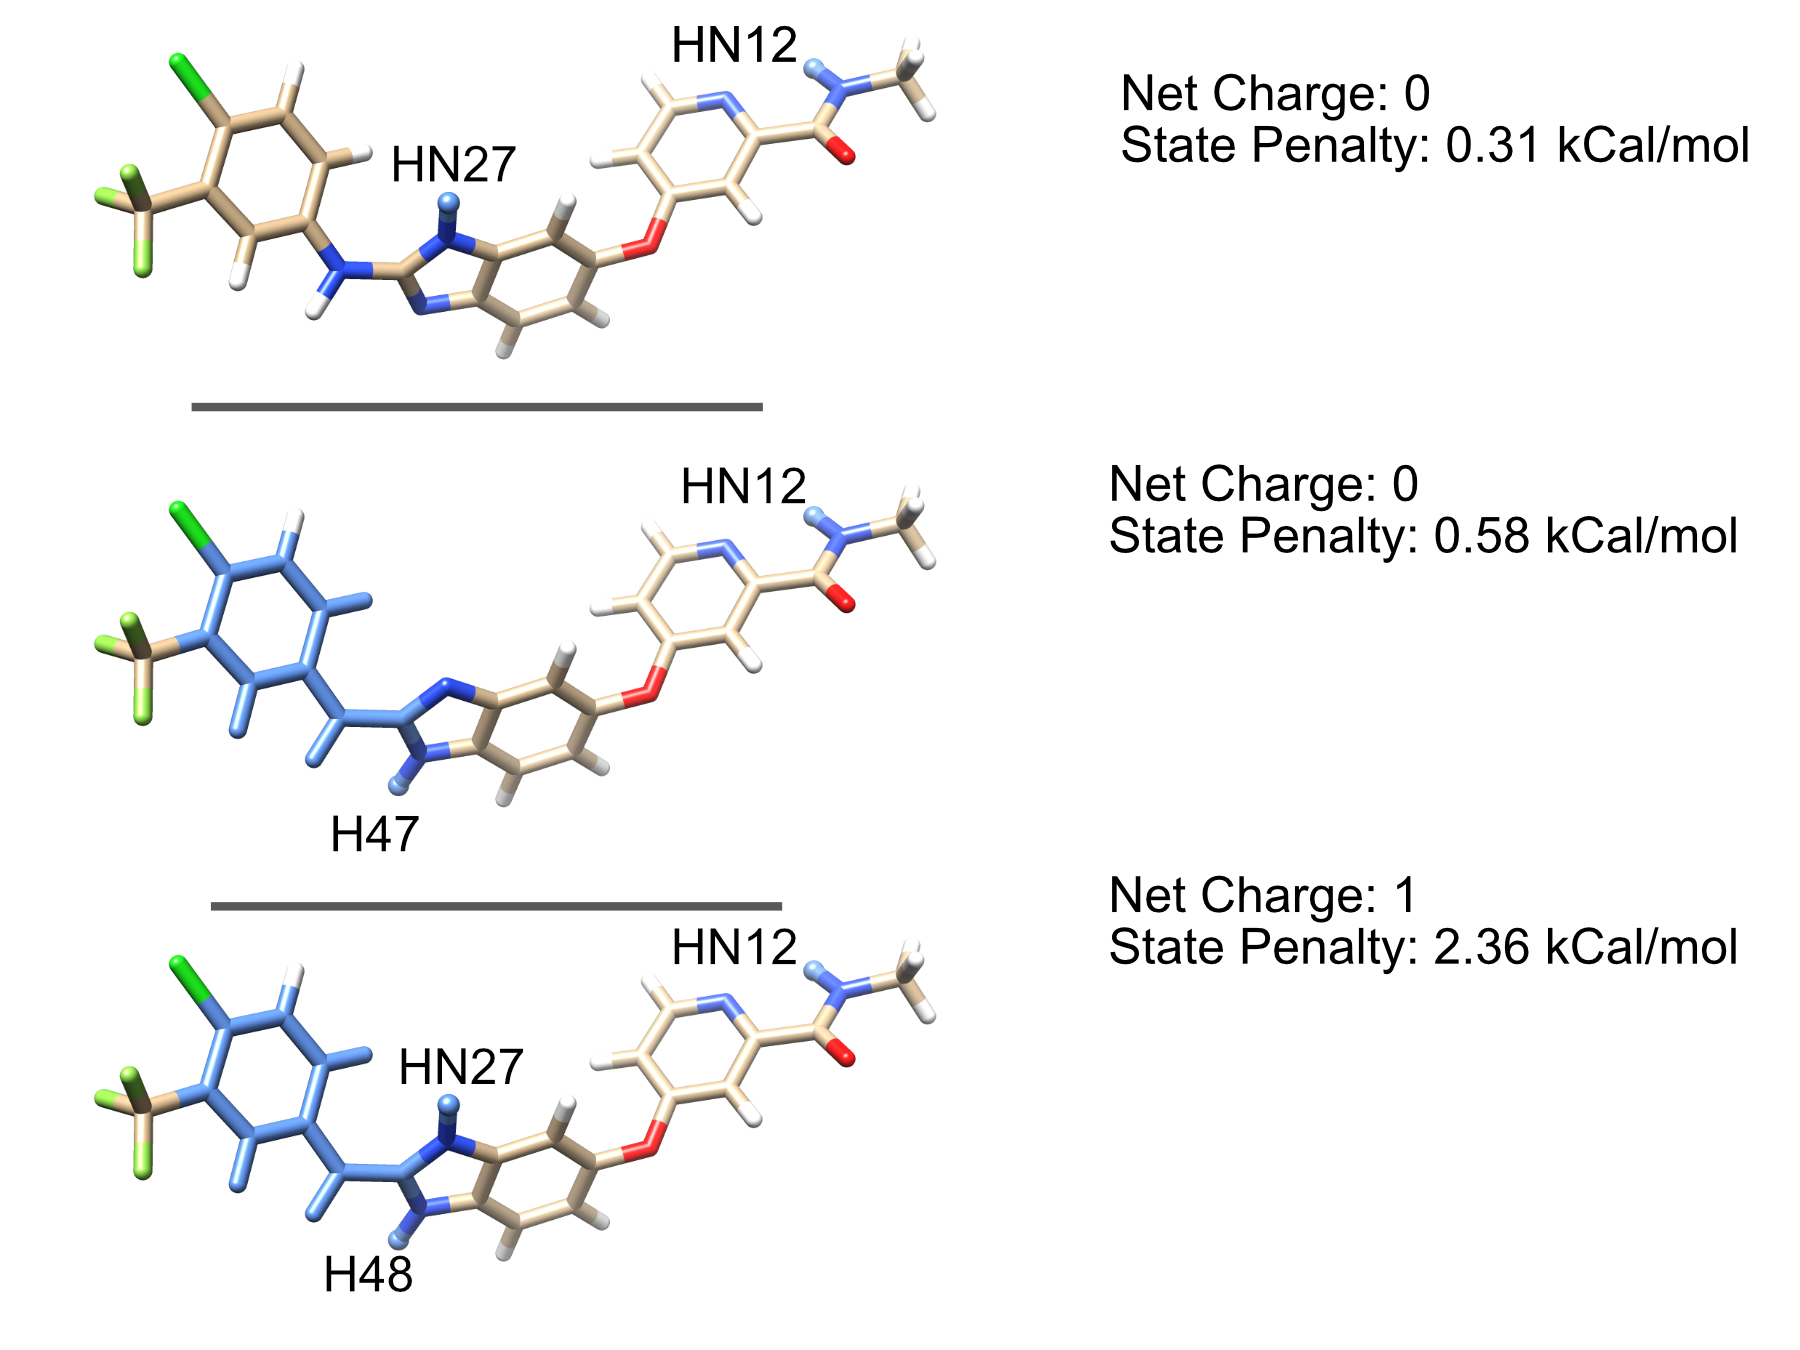 HN12
HN27
Net Charge: 0
State Penalty: 0.31 kCal/mol
HN12
H47
Net Charge: 0
State Penalty: 0.58 kCal/mol
HN12
HN27
H48
Net Charge: 1
State Penalty: 2.36 kCal/mol